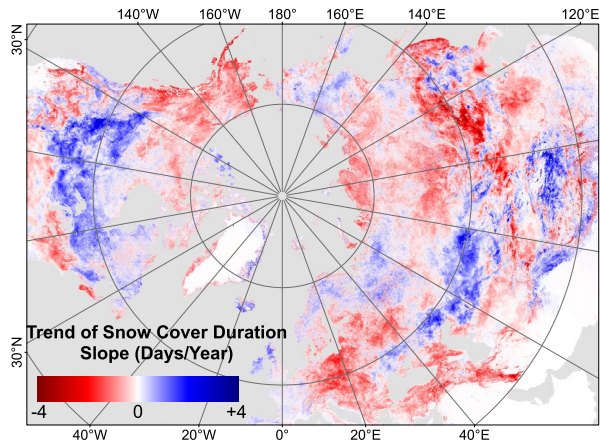 140°W 160°W 180° 160°E 140°E 120°E
30°N
30°N
Trend of Snow Cover Duration
Slope (Days/Year)
-4 0 +4
40°W 20°W 0° 20°E 40°E